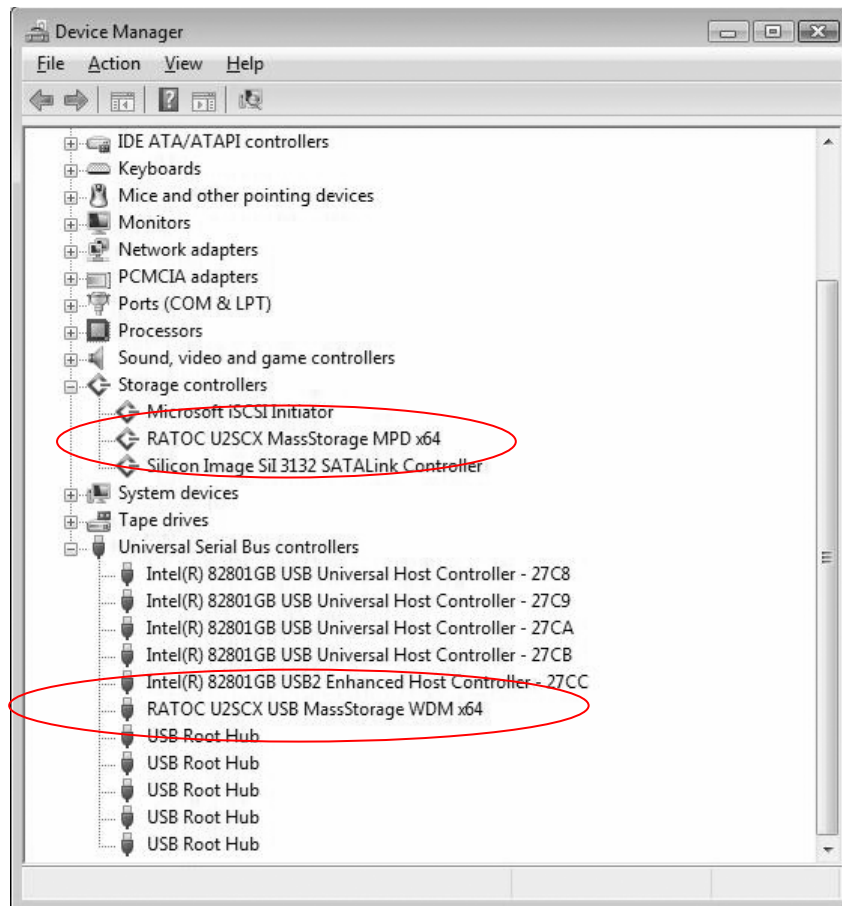 Device Manager
File Action View Help
IDE ATA/ATAPI controllers
Keyboards
Mice and other pointing devices
Monitors
Network adapters
PCMCIA adapters
Ports (COM & LPT)
Processors
Sound, video and game controllers
Storage controllers
Microsoft iSCSI Initiator
RATOC U2SCX MassStorage MPD x64
Silicon Image SiI 3132 SATALink Controller
System devices
Tape drives
Universal Serial Bus controllers
Intel(R) 82801GB USB Universal Host Controller - 27C8
Intel(R) 82801GB USB Universal Host Controller - 27C9
Intel(R) 82801GB USB Universal Host Controller - 27CA
Intel(R) 82801GB USB Universal Host Controller - 27CB
Intel(R) 82801GB USB2 Enhanced Host Controller - 27CC
RATOC U2SCX USB MassStorage WDM x64
USB Root Hub
USB Root Hub
USB Root Hub
USB Root Hub
USB Root Hub